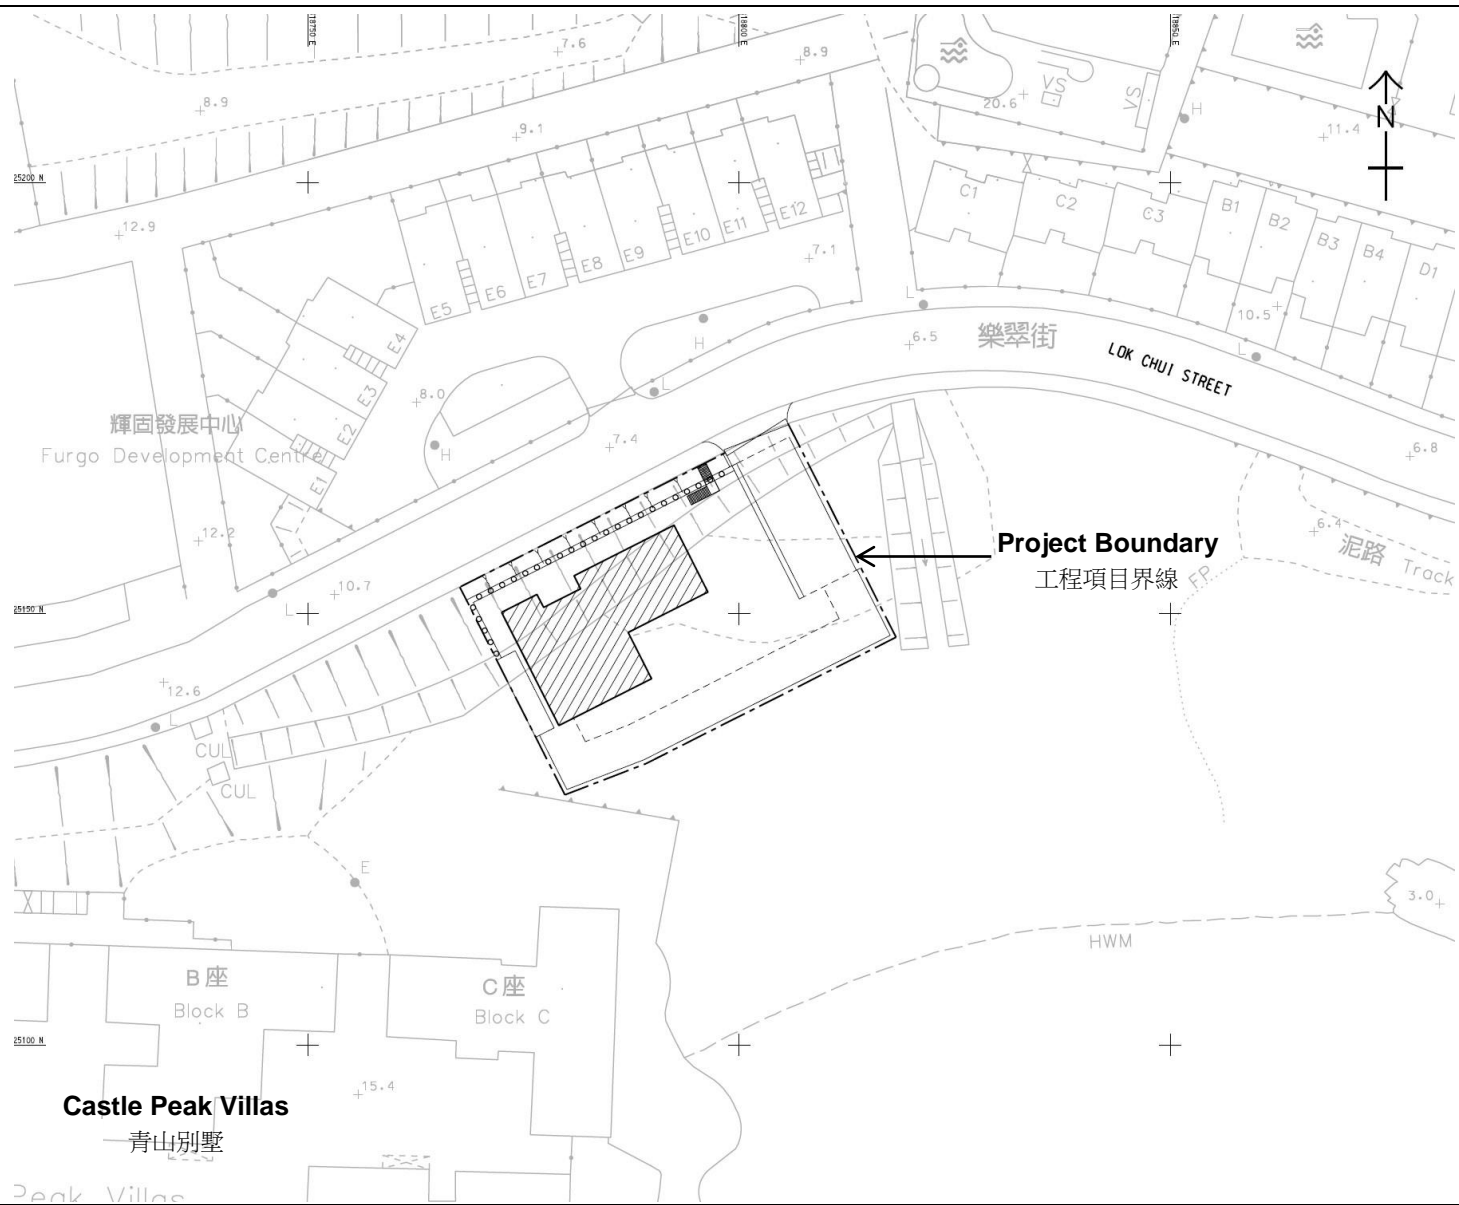 18750 E
18800 E
18850 E
7.6
8.9
8.9
9.1
VS
VS
20.6
H
11.4
N
25200 N
12.9
C1
C2
C3
B1
B2
B3
B4
D1
E12
E11
E10
E9
E8
E7
E6
E5
7.1
E4
E3
E2
E1
H
L
L
10.5
L
6.5
樂翠街
LOK CHUI STREET
8.0
H
7.4
6.8
輝固發展中心
Furgo Development Centre
12.2
10.7
L
L
6.4
泥路
Track
F.P.
Project Boundary
工程項目界線
25150 N
12.6
CUL
CUL
E
3.0
HWM
B座
Block B
C座
Block C
25100 N
15.4
Castle Peak Villas
青山別墅
Peak Villas